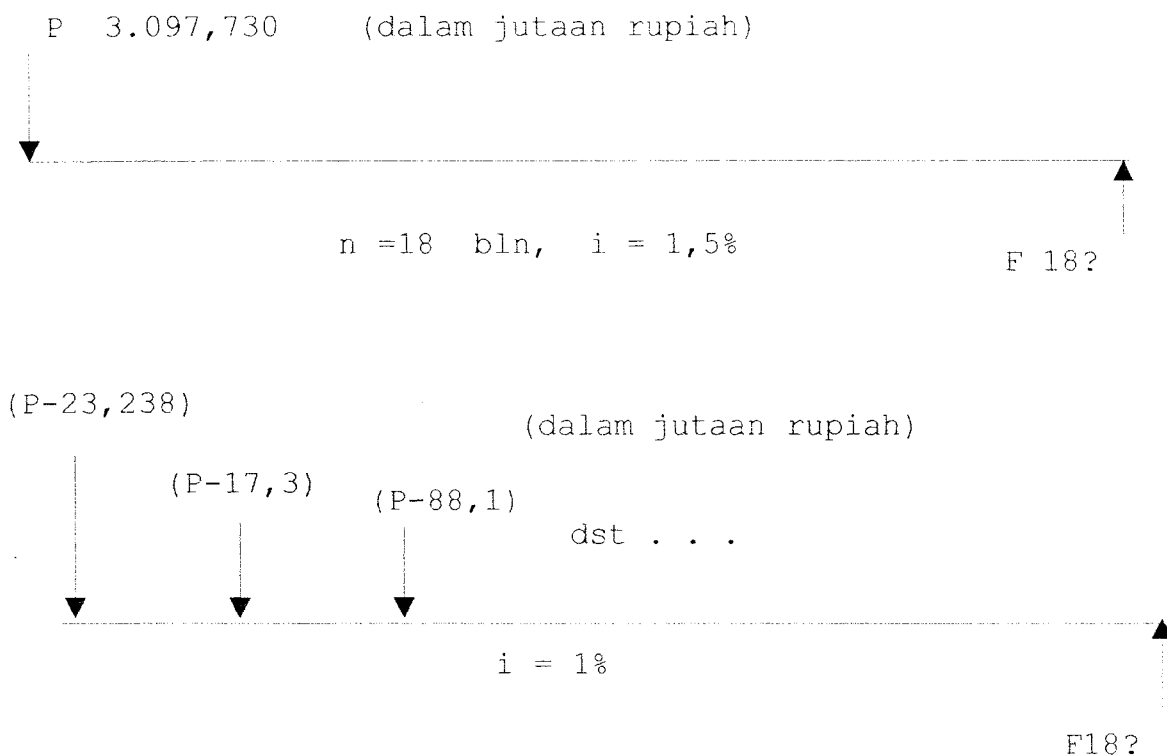 P 3.097,730 (dalam jutaan rupiah)
n =18 bln, i = 1,5%
F 18?
(P-23,238)
(dalam jutaan rupiah)
(P-17,3)
(P-88,1)
dst . . .
i = 1%
F18?